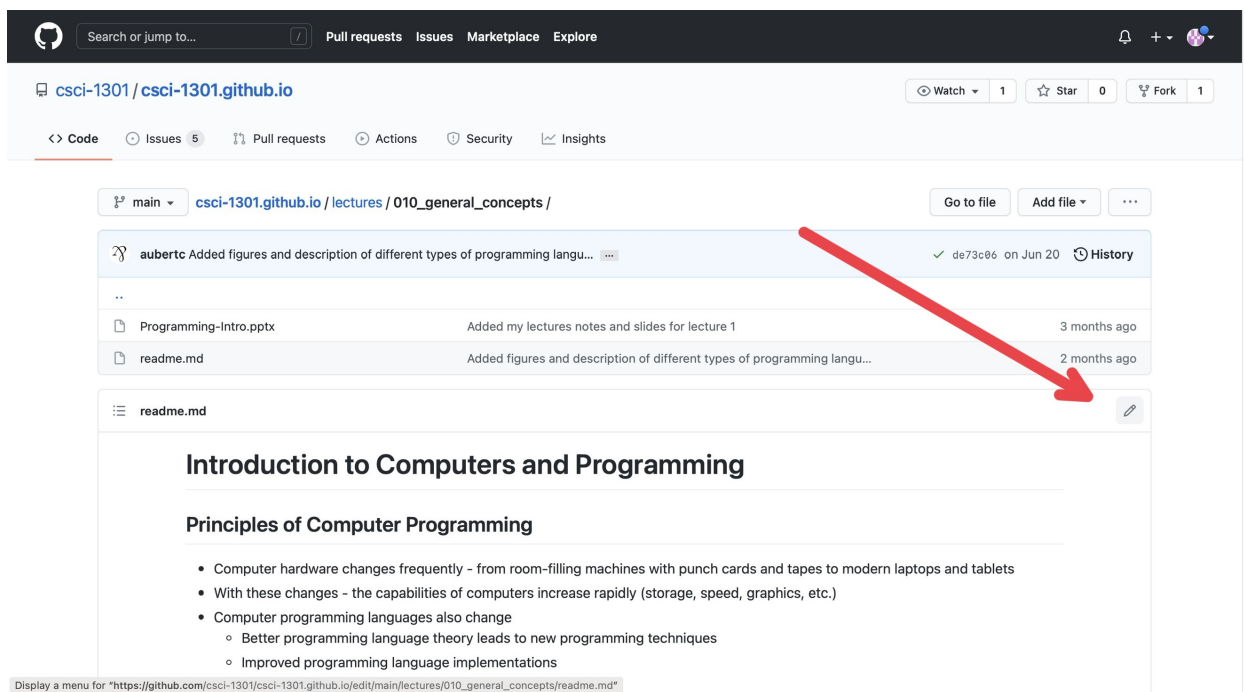 Search or jump to... / Pull requests Issues Marketplace Explore
csci-1301 / csci-1301.github.io Watch 1 Star 0 Fork 1
<> Code Issues 5 Pull requests Actions Security Insights
main csci-1301.github.io / lectures / 010_general_concepts / Go to file Add file ...
aubertc Added figures and description of different types of programming langu... ... de73c06 on Jun 20 History
..
Programming-Intro.pptx Added my lectures notes and slides for lecture 1 3 months ago
readme.md Added figures and description of different types of programming langu... 2 months ago
readme.md
Introduction to Computers and Programming
Principles of Computer Programming
• Computer hardware changes frequently - from room-filling machines with punch cards and tapes to modern laptops and tablets
• With these changes - the capabilities of computers increase rapidly (storage, speed, graphics, etc.)
• Computer programming languages also change
◦ Better programming language theory leads to new programming techniques
◦ Improved programming language implementations
Display a menu for "https://github.com/csci-1301/csci-1301.github.io/edit/main/lectures/010_general_concepts/readme.md"